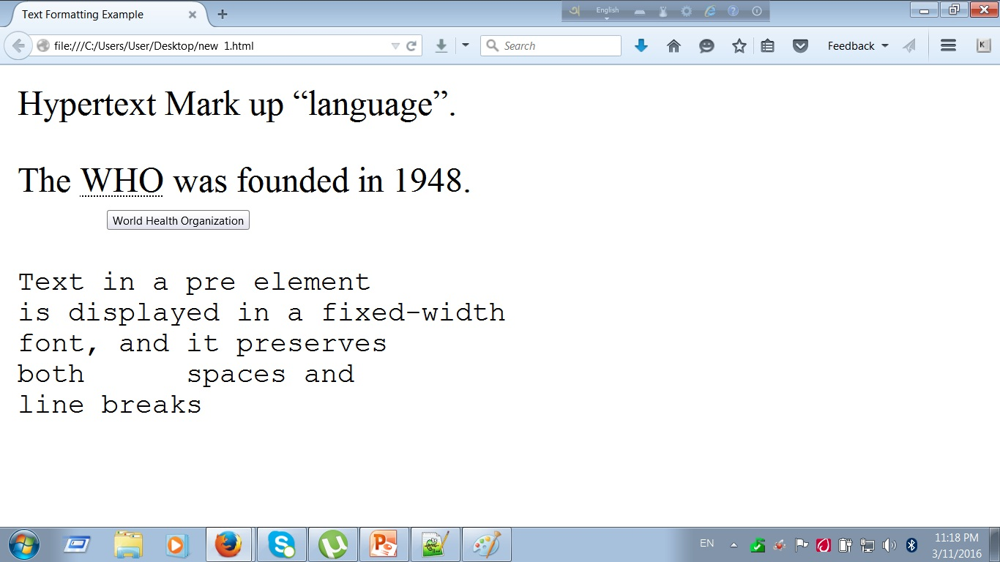 Text Formatting Example
English
file:///C:/Users/User/Desktop/new 1.html
Search
Feedback
K
Hypertext Mark up “language”.
The WHO was founded in 1948.
World Health Organization
Text in a pre element
is displayed in a fixed-width
font, and it preserves
both      spaces and
line breaks
EN
11:18 PM
3/11/2016